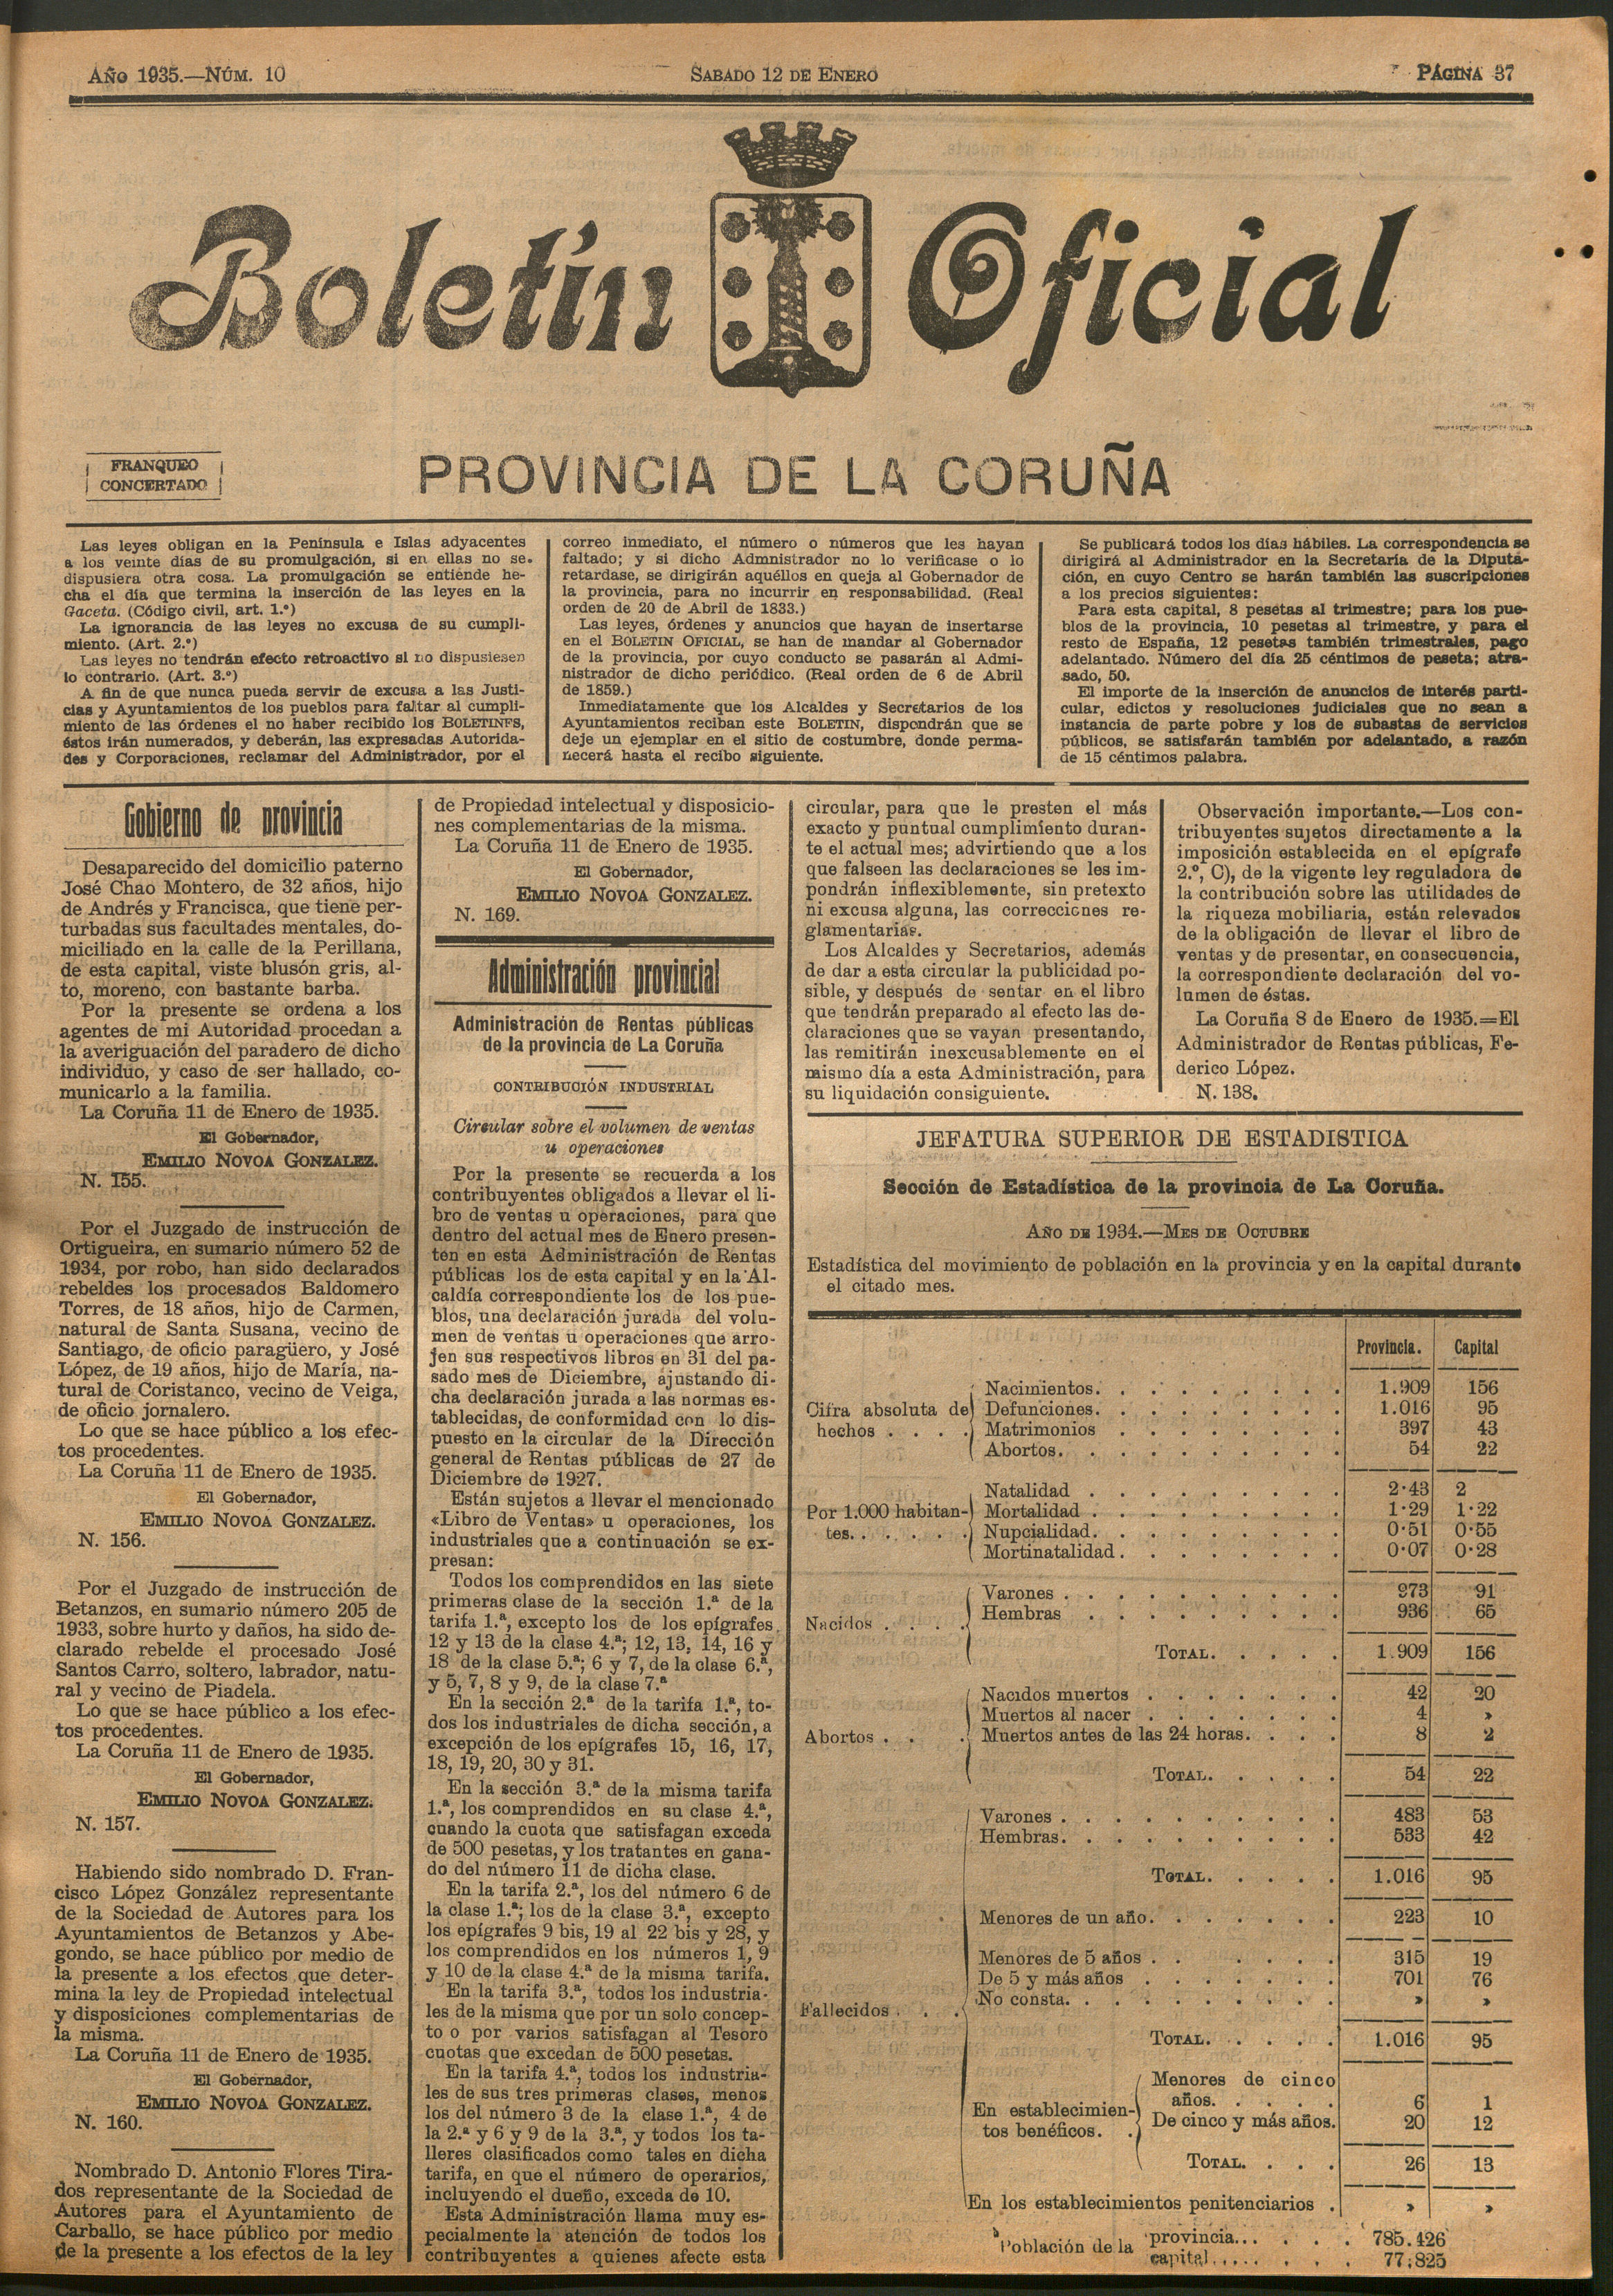 AÑO 1935.—NÚM. 10
SABADO 12 DE ENERO
PÁGINA 37
Boletín Oficial
FRANQUEO
CONCERTADO
PROVINCIA DE LA CORUÑA
Las leyes obligan en la Península e Islas adyacentes
a los veinte días de su promulgación, si en ellas no se
dispusiera otra cosa. La promulgación se entiende he-
cha el día que termina la inserción de las leyes en la
Gaceta. (Código civil, art. 1.º)
La ignorancia de las leyes no excusa de su cumpli-
miento. (Art. 2.º)
Las leyes no tendrán efecto retroactivo si no dispusiesen
lo contrario. (Art. 3.º)
A fin de que nunca pueda servir de excusa a las Justi-
cias y Ayuntamientos de los pueblos para faltar al cumpli-
miento de las órdenes el no haber recibido los BOLETINES,
éstos irán numerados, y deberán, las expresadas Autorida-
des y Corporaciones, reclamar del Administrador, por el
correo inmediato, el número o números que les hayan
faltado; y si dicho Admnistrador no lo verificase o lo
retardase, se dirigirán aquéllos en queja al Gobernador de
la provincia, para no incurrir en responsabilidad. (Real
orden de 20 de Abril de 1833.)
Las leyes, órdenes y anuncios que hayan de insertarse
en el BOLETIN OFICIAL, se han de mandar al Gobernador
de la provincia, por cuyo conducto se pasarán al Admi-
nistrador de dicho periódico. (Real orden de 6 de Abril
de 1859.)
Inmediatamente que los Alcaldes y Secretarios de los
Ayuntamientos reciban este BOLETIN, dispondrán que se
deje un ejemplar en el sitio de costumbre, donde perma-
necerá hasta el recibo siguiente.
Se publicará todos los días hábiles. La correspondencia se
dirigirá al Administrador en la Secretaría de la Diputa-
ción, en cuyo Centro se harán también las suscripciones
a los precios siguientes:
Para esta capital, 8 pesetas al trimestre; para los pue-
blos de la provincia, 10 pesetas al trimestre, y para el
resto de España, 12 pesetas también trimestrales, pago
adelantado. Número del día 25 céntimos de peseta; atra-
sado, 50.
El importe de la inserción de anuncios de interés parti-
cular, edictos y resoluciones judiciales que no sean a
instancia de parte pobre y los de subastas de servicios
públicos, se satisfarán también por adelantado, a razón
de 15 céntimos palabra.
Gobierno de provincia
Desaparecido del domicilio paterno
José Chao Montero, de 32 años, hijo
de Andrés y Francisca, que tiene per-
turbadas sus facultades mentales, do-
miciliado en la calle de la Perillana,
de esta capital, viste blusón gris, al-
to, moreno, con bastante barba.
Por la presente se ordena a los
agentes de mi Autoridad procedan a
la averiguación del paradero de dicho
individuo, y caso de ser hallado, co-
municarlo a la familia.
La Coruña 11 de Enero de 1935.
El Gobernador,
EMILIO NOVOA GONZALEZ.
N. 155.
Por el Juzgado de instrucción de
Ortigueira, en sumario número 52 de
1934, por robo, han sido declarados
rebeldes los procesados Baldomero
Torres, de 18 años, hijo de Carmen,
natural de Santa Susana, vecino de
Santiago, de oficio paragüero, y José
López, de 19 años, hijo de María, na-
tural de Coristanco, vecino de Veiga,
de oficio jornalero.
Lo que se hace público a los efec-
tos procedentes.
La Coruña 11 de Enero de 1935.
El Gobernador,
EMILIO NOVOA GONZALEZ.
N. 156.
Por el Juzgado de instrucción de
Betanzos, en sumario número 205 de
1933, sobre hurto y daños, ha sido de-
clarado rebelde el procesado José
Santos Carro, soltero, labrador, natu-
ral y vecino de Piadela.
Lo que se hace público a los efec-
tos procedentes.
La Coruña 11 de Enero de 1935.
El Gobernador,
EMILIO NOVOA GONZALEZ.
N. 157.
Habiendo sido nombrado D. Fran-
cisco López González representante
de la Sociedad de Autores para los
Ayuntamientos de Betanzos y Abe-
gondo, se hace público por medio de
la presente a los efectos que deter-
mina la ley de Propiedad intelectual
y disposiciones complementarias de
la misma.
La Coruña 11 de Enero de 1935.
El Gobernador,
EMILIO NOVOA GONZALEZ.
N. 160.
Nombrado D. Antonio Flores Tira-
dos representante de la Sociedad de
Autores para el Ayuntamiento de
Carballo, se hace público por medio
de la presente a los efectos de la ley
de Propiedad intelectual y disposicio-
nes complementarias de la misma.
La Coruña 11 de Enero de 1935.
El Gobernador,
EMILIO NOVOA GONZALEZ.
N. 169.
Administración provincial
Administración de Rentas públicas
de la provincia de La Coruña
CONTRIBUCIÓN INDUSTRIAL
Circular sobre el volumen de ventas
u operaciones
Por la presente se recuerda a los
contribuyentes obligados a llevar el li-
bro de ventas u operaciones, para que
dentro del actual mes de Enero presen-
ten en esta Administración de Rentas
públicas los de esta capital y en la Al-
caldía correspondiente los de los pue-
blos, una declaración jurada del volu-
men de ventas u operaciones que arro-
jen sus respectivos libros en 31 del pa-
sado mes de Diciembre, ajustando di-
cha declaración jurada a las normas es-
tablecidas, de conformidad con lo dis-
puesto en la circular de la Dirección
general de Rentas públicas de 27 de
Diciembre de 1927.
Están sujetos a llevar el mencionado
«Libro de Ventas» u operaciones, los
industriales que a continuación se ex-
presan:
Todos los comprendidos en las siete
primeras clase de la sección 1.ª de la
tarifa 1.ª, excepto los de los epígrafes
12 y 13 de la clase 4.ª; 12, 13, 14, 16 y
18 de la clase 5.ª; 6 y 7, de la clase 6.ª,
y 5, 7, 8 y 9, de la clase 7.ª
En la sección 2.ª de la tarifa 1.ª, to-
dos los industriales de dicha sección, a
excepción de los epígrafes 15, 16, 17,
18, 19, 20, 30 y 31.
En la sección 3.ª de la misma tarifa
1.ª, los comprendidos en su clase 4.ª,
cuando la cuota que satisfagan exceda
de 500 pesetas, y los tratantes en gana-
do del número 11 de dicha clase.
En la tarifa 2.ª, los del número 6 de
la clase 1.ª; los de la clase 3.ª, excepto
los epígrafes 9 bis, 19 al 22 bis y 28, y
los comprendidos en los números 1, 9
y 10 de la clase 4.ª de la misma tarifa.
En la tarifa 3.ª, todos los industria-
les de la misma que por un solo concep-
to o por varios satisfagan al Tesoro
cuotas que excedan de 500 pesetas.
En la tarifa 4.ª, todos los industria-
les de sus tres primeras clases, menos
los del número 3 de la clase 1.ª, 4 de
la 2.ª y 6 y 9 de la 3.ª, y todos los ta-
lleres clasificados como tales en dicha
tarifa, en que el número de operarios,
incluyendo el dueño, exceda de 10.
Esta Administración llama muy es-
pecialmente la atención de todos los
contribuyentes a quienes afecte esta
circular, para que le presten el más
exacto y puntual cumplimiento duran-
te el actual mes; advirtiendo que a los
que falseen las declaraciones se les im-
pondrán inflexiblemente, sin pretexto
ni excusa alguna, las correcciones re-
glamentarias.
Los Alcaldes y Secretarios, además
de dar a esta circular la publicidad po-
sible, y después de sentar en el libro
que tendrán preparado al efecto las de-
claraciones que se vayan presentando,
las remitirán inexcusablemente en el
mismo día a esta Administración, para
su liquidación consiguiente.
Observación importante.—Los con-
tribuyentes sujetos directamente a la
imposición establecida en el epígrafe
2.º, C), de la vigente ley reguladora de
la contribución sobre las utilidades de
la riqueza mobiliaria, están relevados
de la obligación de llevar el libro de
ventas y de presentar, en consecuencia,
la correspondiente declaración del vo-
lumen de éstas.
La Coruña 8 de Enero de 1935.=El
Administrador de Rentas públicas, Fe-
derico López.
N. 138.
JEFATURA SUPERIOR DE ESTADISTICA
Sección de Estadística de la provincia de La Coruña.
AÑO DE 1934.—MES DE OCTUBRE
Estadística del movimiento de población en la provincia y en la capital durante
el citado mes.
Provincia. Capital
Cifra absoluta de hechos . . . .
Nacimientos. 1.909 156
Defunciones. 1.016 95
Matrimonios 397 43
Abortos. 54 22
Por 1.000 habitan-
tes. . . . . .
Natalidad 2·43 2
Mortalidad 1·29 1·22
Nupcialidad. 0·51 0·55
Mortinatalidad. 0·07 0·28
Nacidos . . . .
Varones 973 91
Hembras 936 65
TOTAL. 1.909 156
Abortos . . .
Nacidos muertos 42 20
Muertos al nacer 4 »
Muertos antes de las 24 horas. 8 2
TOTAL. 54 22
Fallecidos . . .
Varones 483 53
Hembras. 533 42
TOTAL. 1.016 95
Menores de un año. 223 10
Menores de 5 años 315 19
De 5 y más años 701 76
No consta. » »
TOTAL. 1.016 95
En establecimien-
tos benéficos. .
Menores de cinco
años. 6 1
De cinco y más años. 20 12
TOTAL. 26 13
En los establecimientos penitenciarios . » »
Población de la
provincia... 785.426
capital..... 77.825